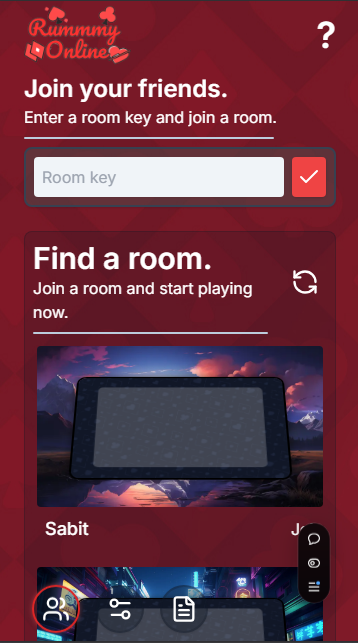 Rummmy
Online
?
Join your friends.
Enter a room key and join a room.
Room key
Find a room.
Join a room and start playing
now.
Sabit